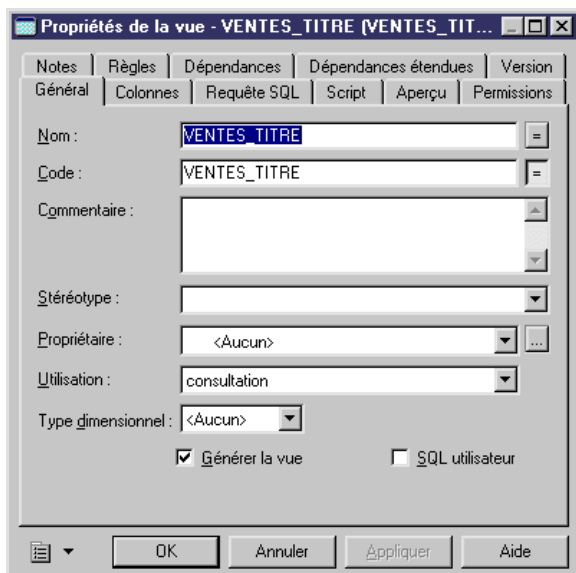 Propriétés de la vue - VENTES_TITRE (VENTES_TIT...
Notes Règles Dépendances Dépendances étendues Version
Général Colonnes Requête SQL Script Aperçu Permissions
Nom : VENTES_TITRE =
Code : VENTES_TITRE =
Commentaire :
Stéréotype :
Propriétaire : <Aucun> ...
Utilisation : consultation
Type dimensionnel : <Aucun>
Générer la vue SQL utilisateur
OK Annuler Appliquer Aide